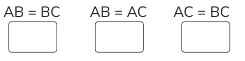 AB = BC AB = AC AC = BC